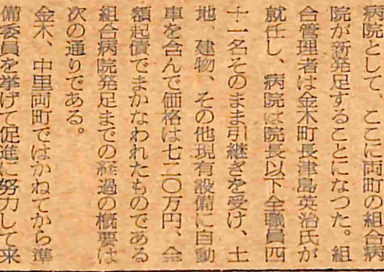 病院として、ここに両町の組合病
院が新発足することになつた。組
合管理者は金木町長津島英治氏が
就任し、病院は院長以下全職員四
十一名そのまま引継ぎを受け、土
地 建物、その他現有設備に自動
車を含んで価格は七二〇万円、全
額起債でまかなわれたものである
組合病院発足までの経過の概要は
次の通りである。
金木、中里両町ではかねてから準
備委員を挙げて促進に努力して来